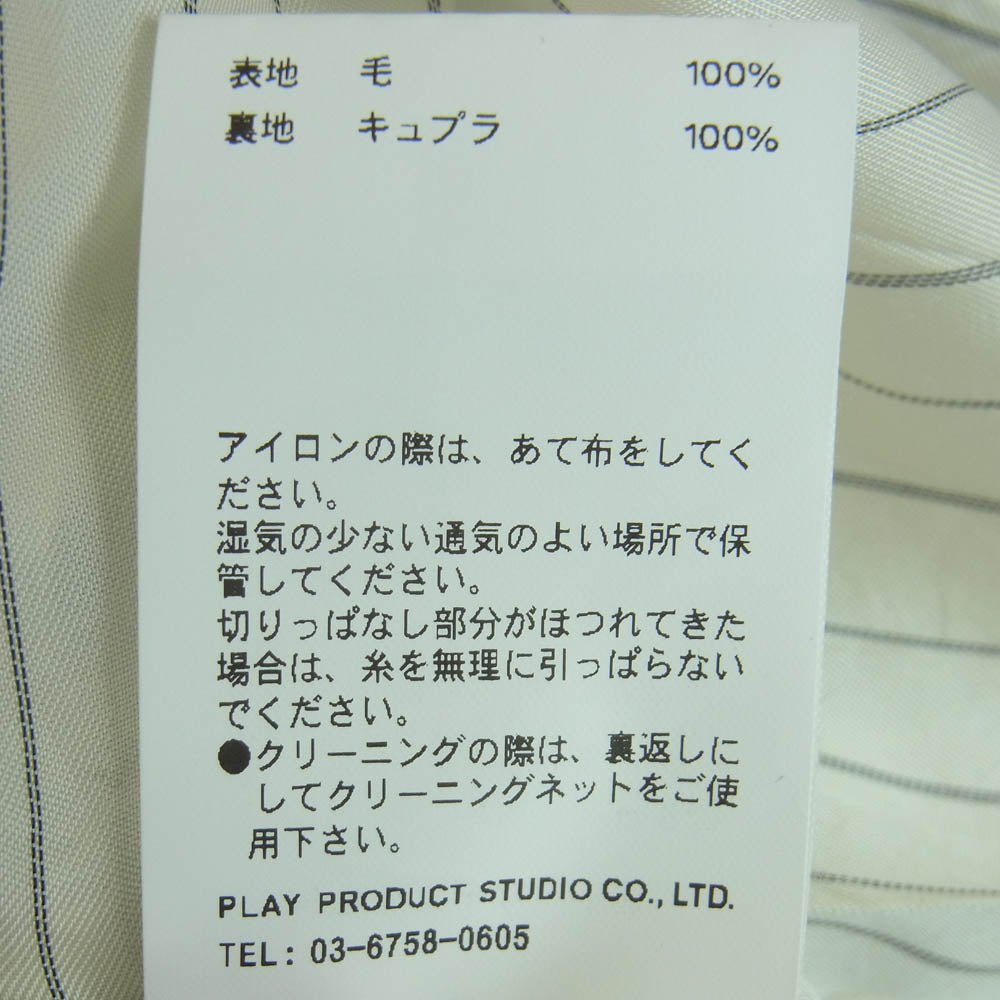 表地 毛 100%
裏地 キュプラ 100%
アイロンの際は、あて布をしてく
ださい。
湿気の少ない通気のよい場所で保
管してください。
切りっぱなし部分がほつれてきた
場合は、糸を無理に引っぱらない
でください。
●クリーニングの際は、裏返しに
してクリーニングネットをご使
用下さい。
PLAY PRODUCT STUDIO CO., LTD.
TEL: 03-6758-0605